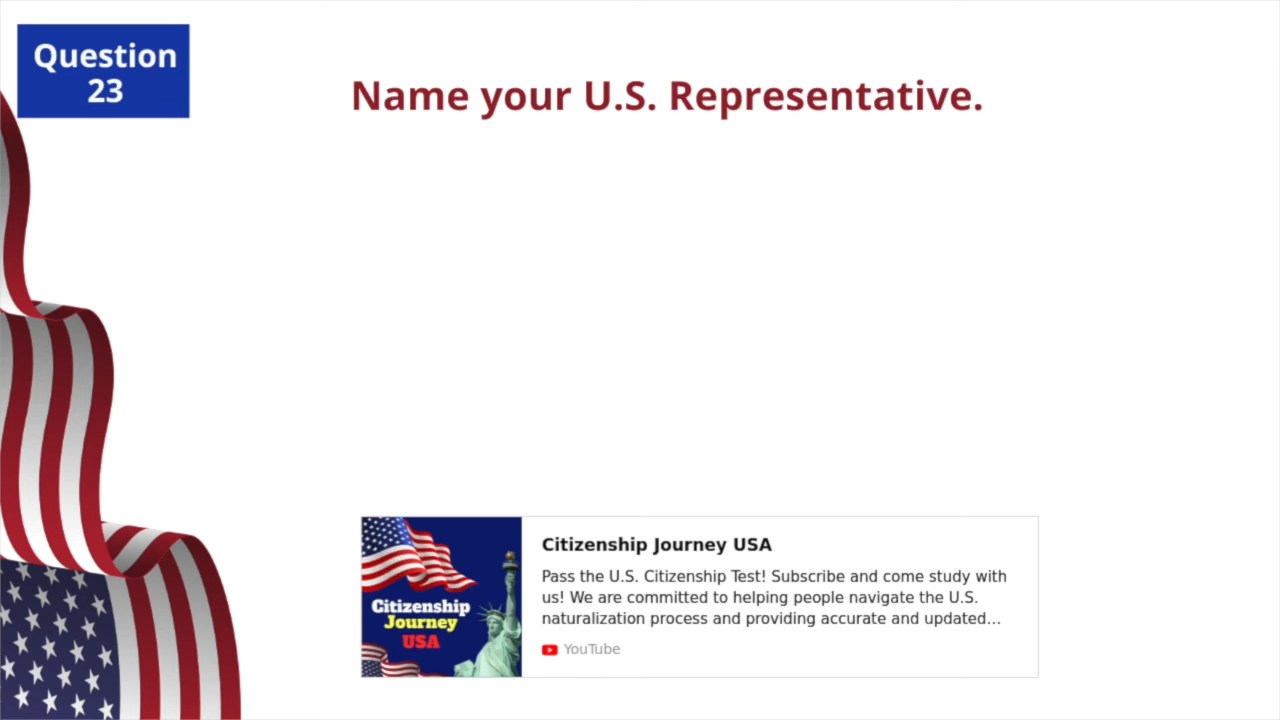 Question
23
Name your U.S. Representative.
Citizenship Journey USA
Pass the U.S. Citizenship Test! Subscribe and come study with
us! We are committed to helping people navigate the U.S.
naturalization process and providing accurate and updated...
YouTube
Citizenship
Journey
USA